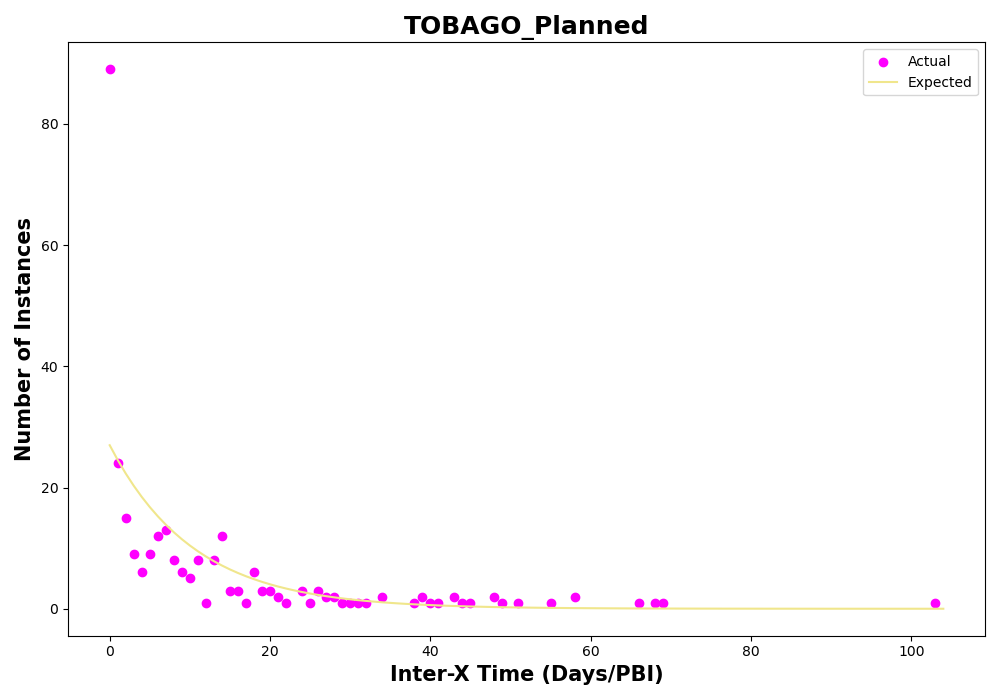 TOBAGO_Planned
Actual
Expected
Number of Instances
80
60
40
20
0
0
20
40
60
80
100
Inter-X Time (Days/PBI)